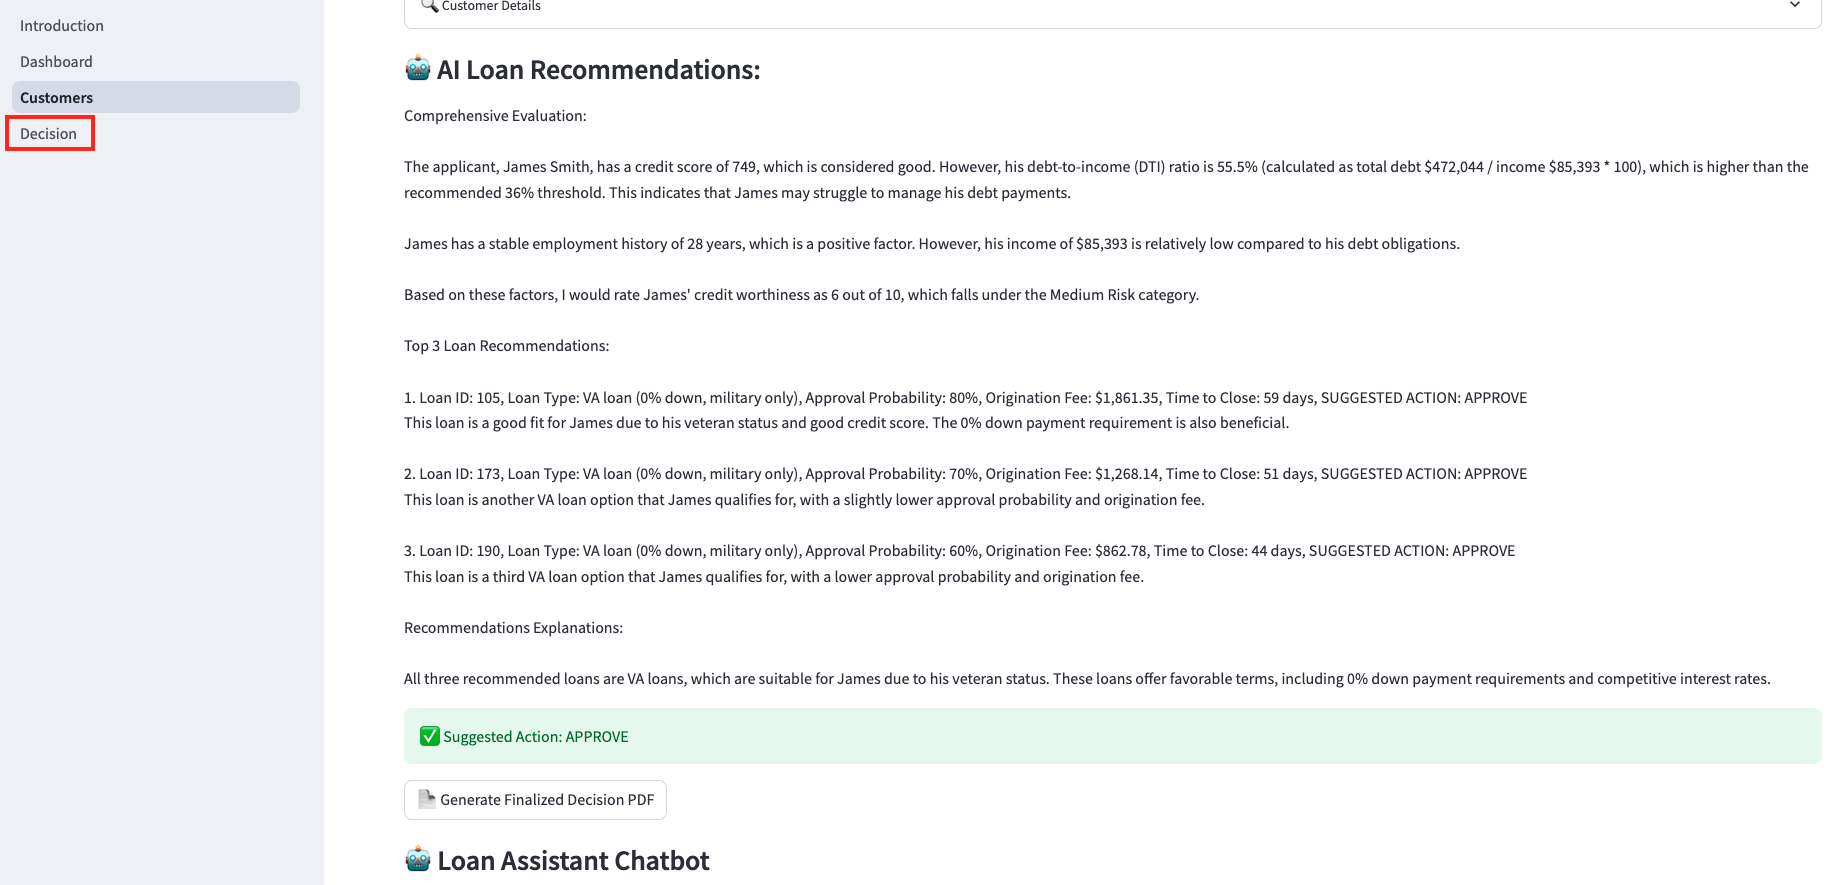 Introduction
Dashboard
Customers
Decision
Customer Details
AI Loan Recommendations:
Comprehensive Evaluation:
The applicant, James Smith, has a credit score of 749, which is considered good. However, his debt-to-income (DTI) ratio is 55.5% (calculated as total debt $472,044 / income $85,393 * 100), which is higher than the
recommended 36% threshold. This indicates that James may struggle to manage his debt payments.
James has a stable employment history of 28 years, which is a positive factor. However, his income of $85,393 is relatively low compared to his debt obligations.
Based on these factors, I would rate James' credit worthiness as 6 out of 10, which falls under the Medium Risk category.
Top 3 Loan Recommendations:
1. Loan ID: 105, Loan Type: VA loan (0% down, military only), Approval Probability: 80%, Origination Fee: $1,861.35, Time to Close: 59 days, SUGGESTED ACTION: APPROVE
This loan is a good fit for James due to his veteran status and good credit score. The 0% down payment requirement is also beneficial.
2. Loan ID: 173, Loan Type: VA loan (0% down, military only), Approval Probability: 70%, Origination Fee: $1,268.14, Time to Close: 51 days, SUGGESTED ACTION: APPROVE
This loan is another VA loan option that James qualifies for, with a slightly lower approval probability and origination fee.
3. Loan ID: 190, Loan Type: VA loan (0% down, military only), Approval Probability: 60%, Origination Fee: $862.78, Time to Close: 44 days, SUGGESTED ACTION: APPROVE
This loan is a third VA loan option that James qualifies for, with a lower approval probability and origination fee.
Recommendations Explanations:
All three recommended loans are VA loans, which are suitable for James due to his veteran status. These loans offer favorable terms, including 0% down payment requirements and competitive interest rates.
Suggested Action: APPROVE
Generate Finalized Decision PDF
Loan Assistant Chatbot